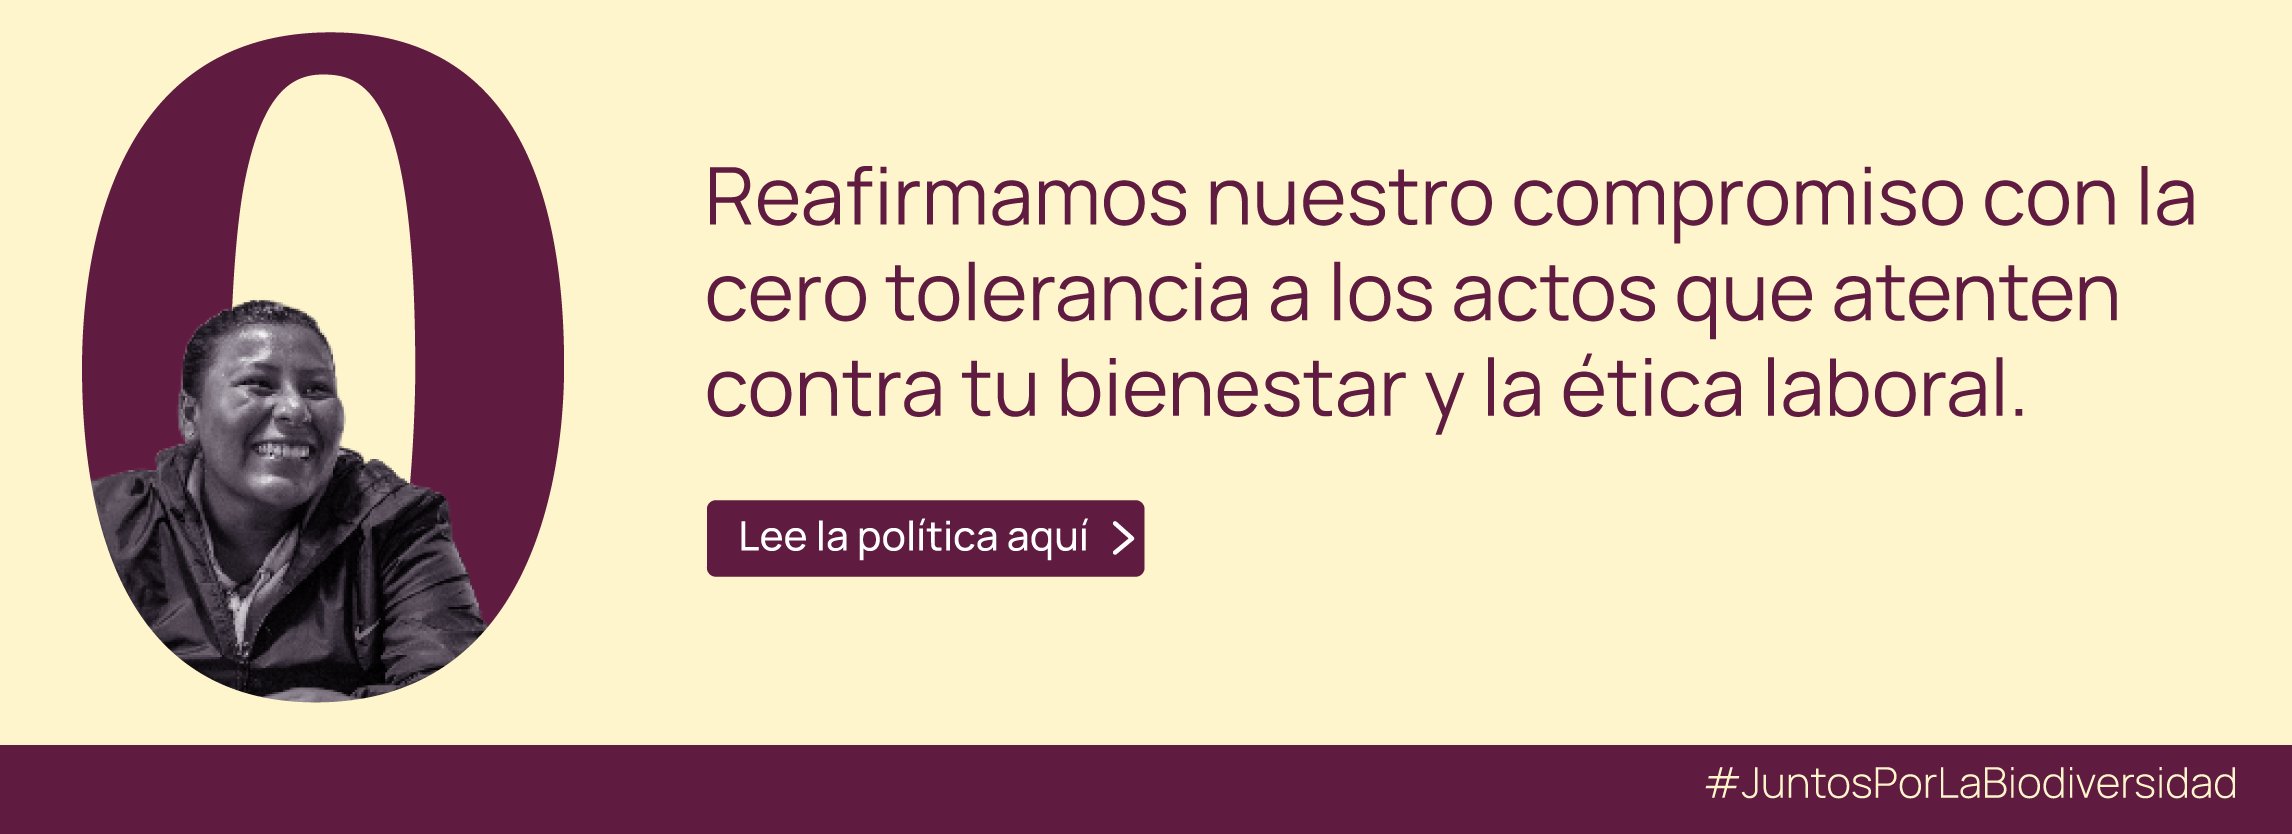 0
Reafirmamos nuestro compromiso con la
cero tolerancia a los actos que atenten
contra tu bienestar y la ética laboral.
Lee la política aquí >
#JuntosPorLaBiodiversidad